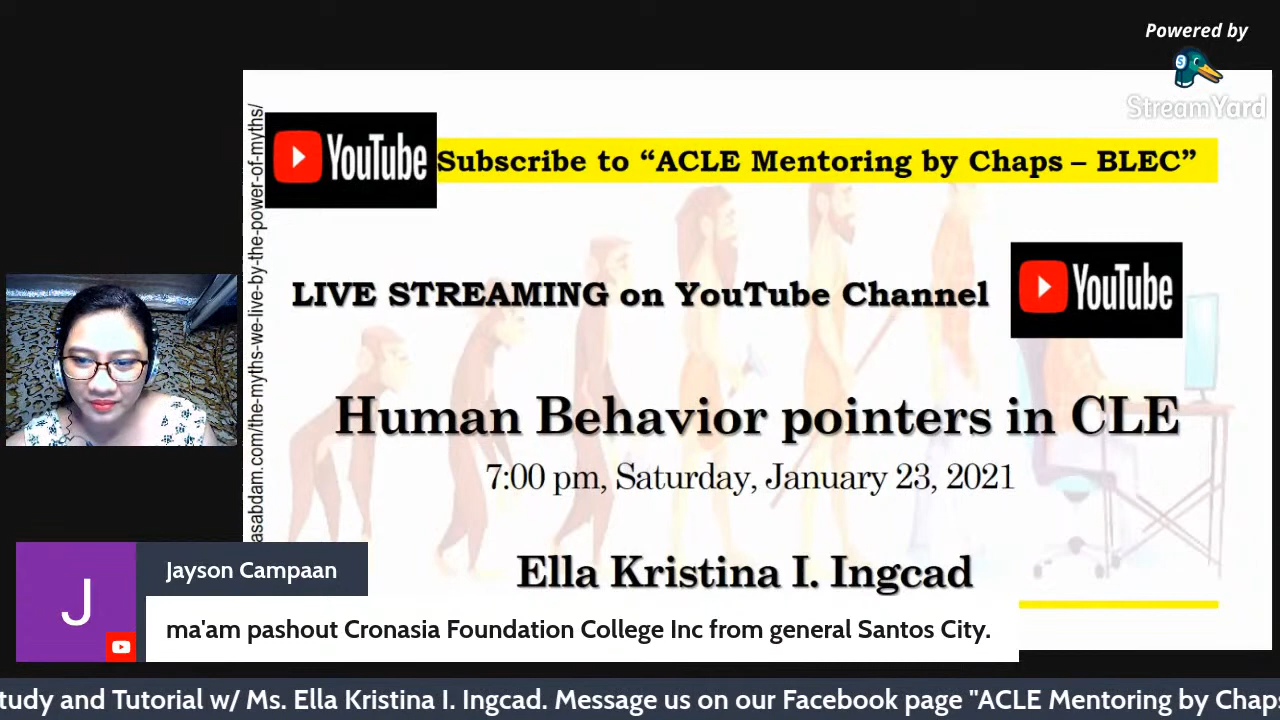 Powered by
StreamYard
YouTube
Subscribe to “ACLE Mentoring by Chaps – BLEC”
asabdam.com/the-myths-we-live-by-the-power-of-myths/
LIVE STREAMING on YouTube Channel
YouTube
Human Behavior pointers in CLE
7:00 pm, Saturday, January 23, 2021
Ella Kristina I. Ingcad
J
Jayson Campaan
ma'am pashout Cronasia Foundation College Inc from general Santos City.
tudy and Tutorial w/ Ms. Ella Kristina I. Ingcad. Message us on our Facebook page "ACLE Mentoring by Chaps